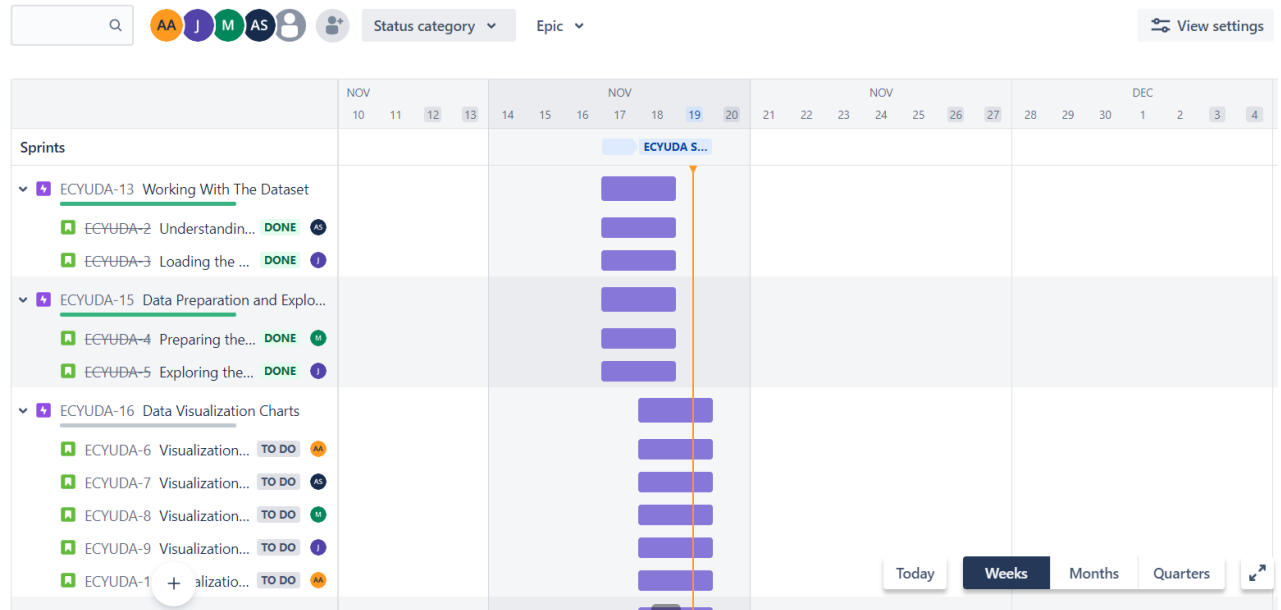 AA J M AS Status category Epic View settings
NOV NOV NOV DEC
10 11 12 13 14 15 16 17 18 19 20 21 22 23 24 25 26 27 28 29 30 1 2 3 4
Sprints ECYUDA S...
ECYUDA-13 Working With The Dataset
ECYUDA-2 Understandin... DONE AS
ECYUDA-3 Loading the ... DONE J
ECYUDA-15 Data Preparation and Explo...
ECYUDA-4 Preparing the... DONE M
ECYUDA-5 Exploring the... DONE J
ECYUDA-16 Data Visualization Charts
ECYUDA-6 Visualization... TO DO AA
ECYUDA-7 Visualization... TO DO AS
ECYUDA-8 Visualization... TO DO M
ECYUDA-9 Visualization... TO DO J
Today Weeks Months Quarters
TO DO AA